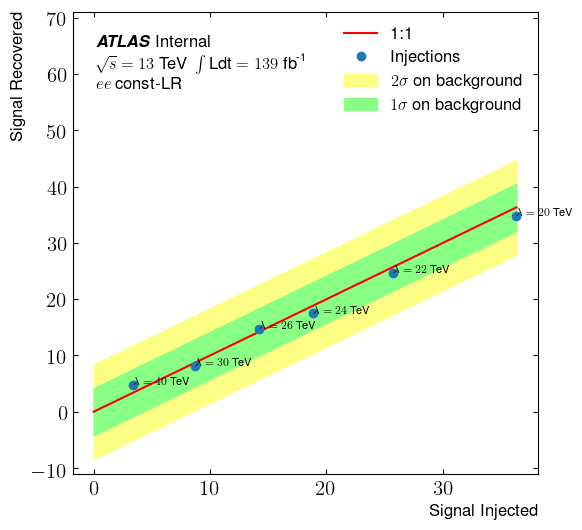 Signal Recovered
70
60
50
40
30
20
10
0
−10
ATLAS Internal
√s = 13 TeV ∫ Ldt = 139 fb⁻¹
ee const-LR
1:1
Injections
2σ on background
1σ on background
λ = 20 TeV
λ = 22 TeV
λ = 24 TeV
λ = 26 TeV
λ = 30 TeV
λ = 40 TeV
0 10 20 30
Signal Injected